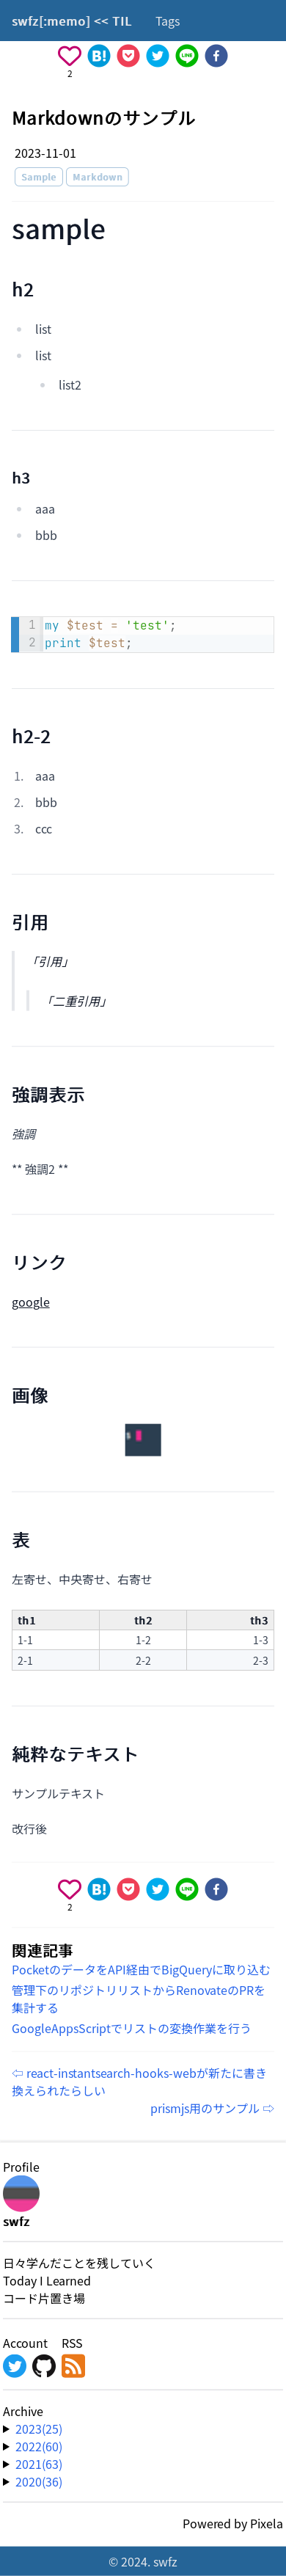 swfz[:memo] << TIL Tags
B!
LINE
2
Markdownのサンプル
2023-11-01
Sample Markdown
sample
h2
list
list
list2
h3
aaa
bbb
1 my $test = 'test';
2 print $test;
h2-2
1. aaa
2. bbb
3. ccc
引用
「引用」
「二重引用」
強調表示
強調
** 強調2 **
リンク
google
画像
$
表
左寄せ、中央寄せ、右寄せ
th1 th2 th3
1-1 1-2 1-3
2-1 2-2 2-3
純粋なテキスト
サンプルテキスト
改行後
B!
LINE
2
関連記事
PocketのデータをAPI経由でBigQueryに取り込む
管理下のリポジトリリストからRenovateのPRを
集計する
GoogleAppsScriptでリストの変換作業を行う
⇦ react-instantsearch-hooks-webが新たに書き
換えられたらしい
prismjs用のサンプル ⇨
Profile
swfz
日々学んだことを残していく
Today I Learned
コード片置き場
Account RSS
Archive
▶ 2023(25)
▶ 2022(60)
▶ 2021(63)
▶ 2020(36)
Powered by Pixela
© 2024. swfz